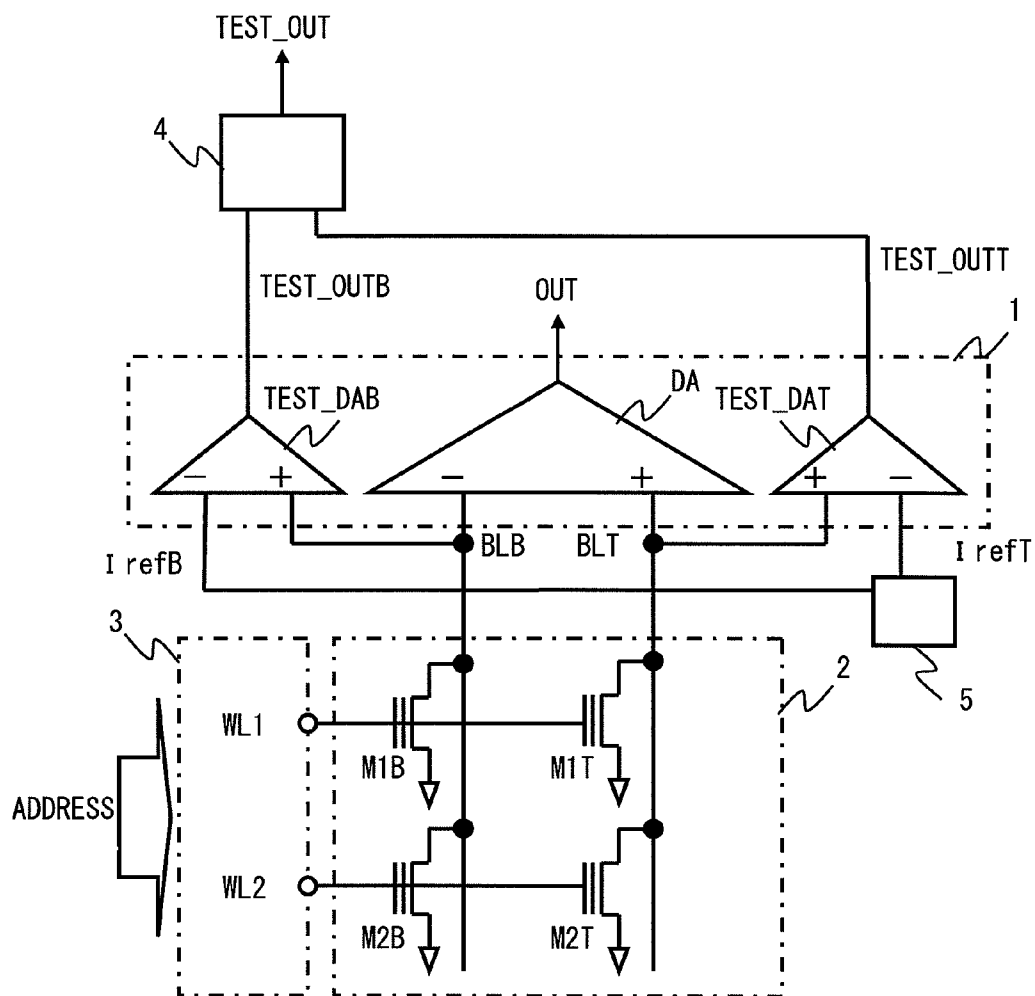 TEST_OUT
4
TEST_OUTB
OUT
TEST_OUTT
1
TEST_DAB
DA
TEST_DAT
− +
− +
+ −
I refB
BLB
BLT
I refT
3
2
5
WL1
M1B
M1T
ADDRESS
WL2
M2B
M2T